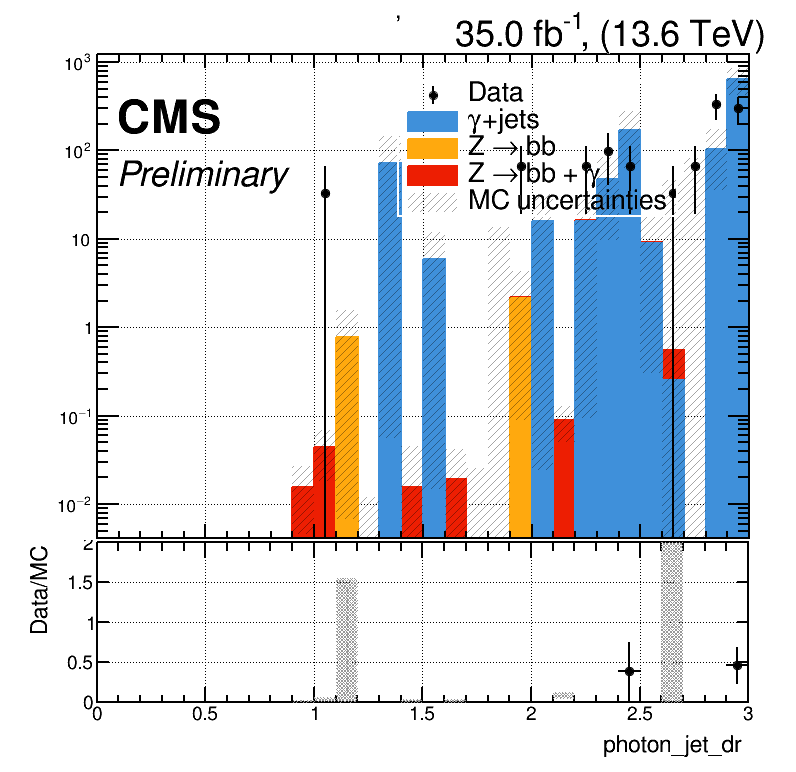 ,
35.0 fb⁻¹, (13.6 TeV)
CMS
Preliminary
Data
γ+jets
Z→bb
Z→bb + γ
MC uncertainties
10³
10²
10
1
10⁻¹
10⁻²
Data/MC
2
1.5
1
0.5
0
0 0.5 1 1.5 2 2.5 3
photon_jet_dr